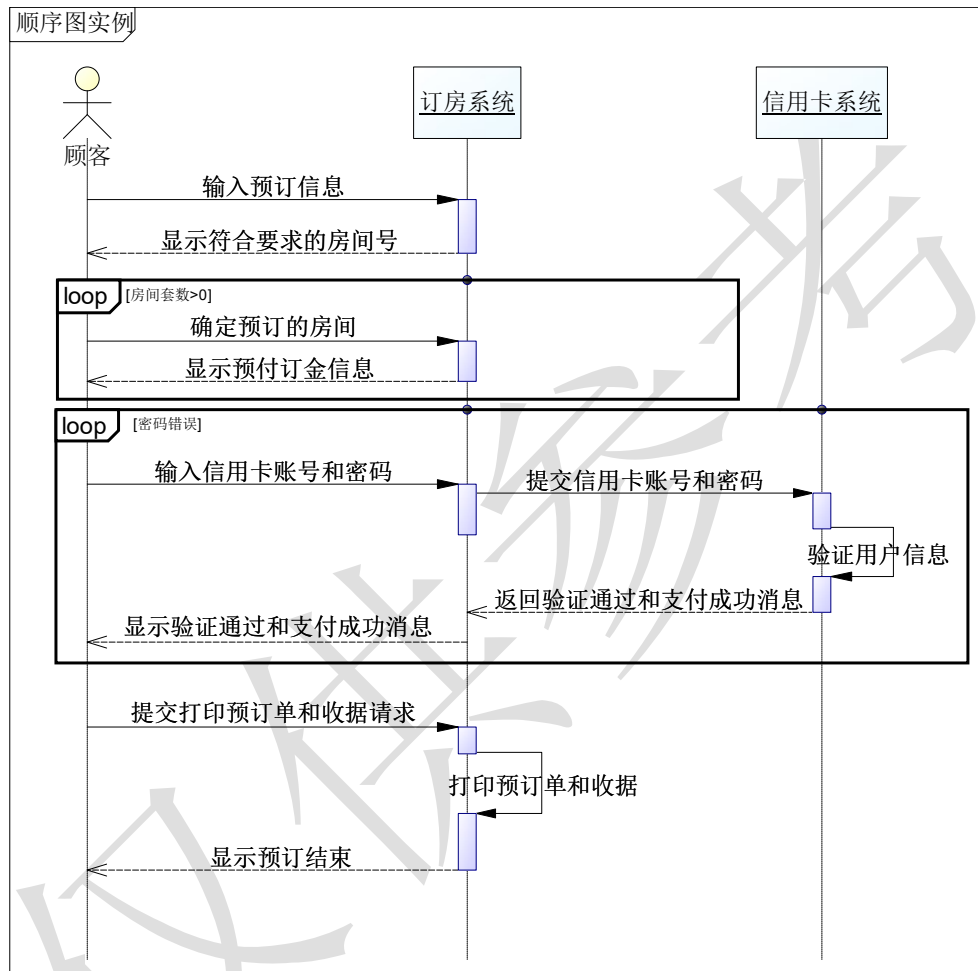 顺序图实例
顾客
订房系统
信用卡系统
输入预订信息
显示符合要求的房间号
loop [房间套数>0]
确定预订的房间
显示预付订金信息
loop [密码错误]
输入信用卡账号和密码
提交信用卡账号和密码
验证用户信息
返回验证通过和支付成功消息
显示验证通过和支付成功消息
提交打印预订单和收据请求
打印预订单和收据
显示预订结束
仅供参考